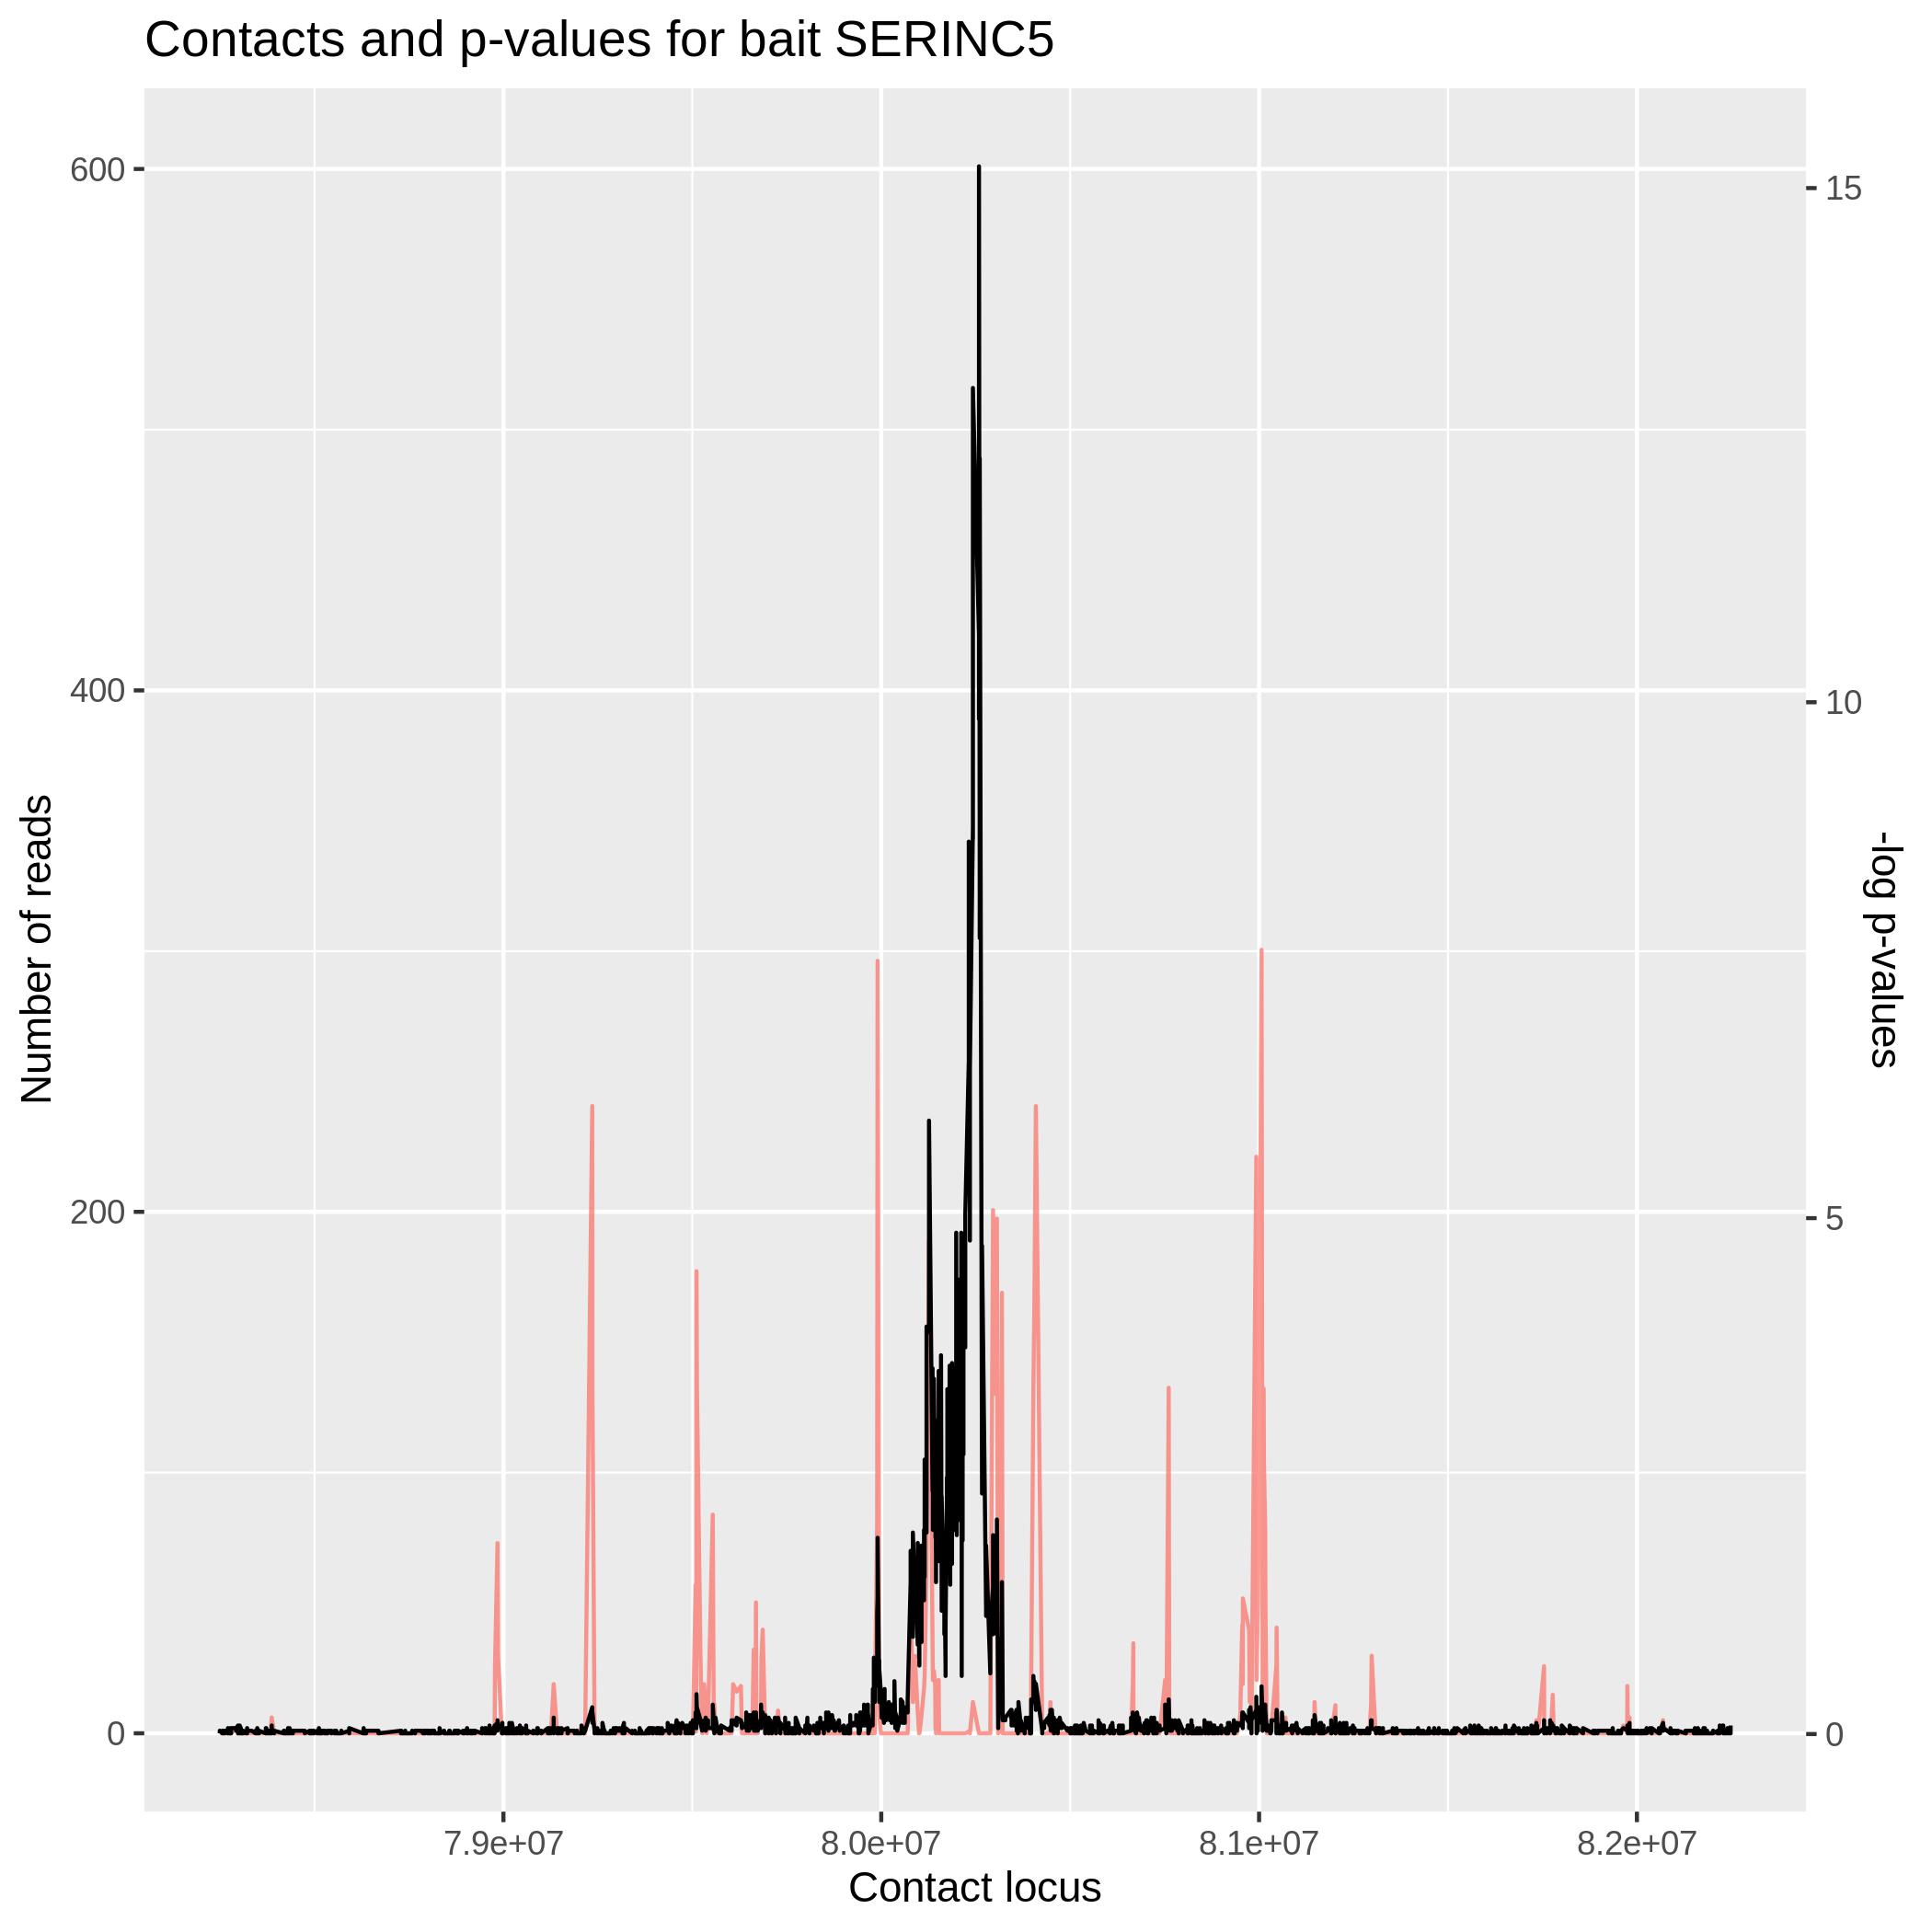 Contacts and p-values for bait SERINC5
600
400
200
0
Number of reads
15
10
5
0
-log p-values
7.9e+07
8.0e+07
8.1e+07
8.2e+07
Contact locus